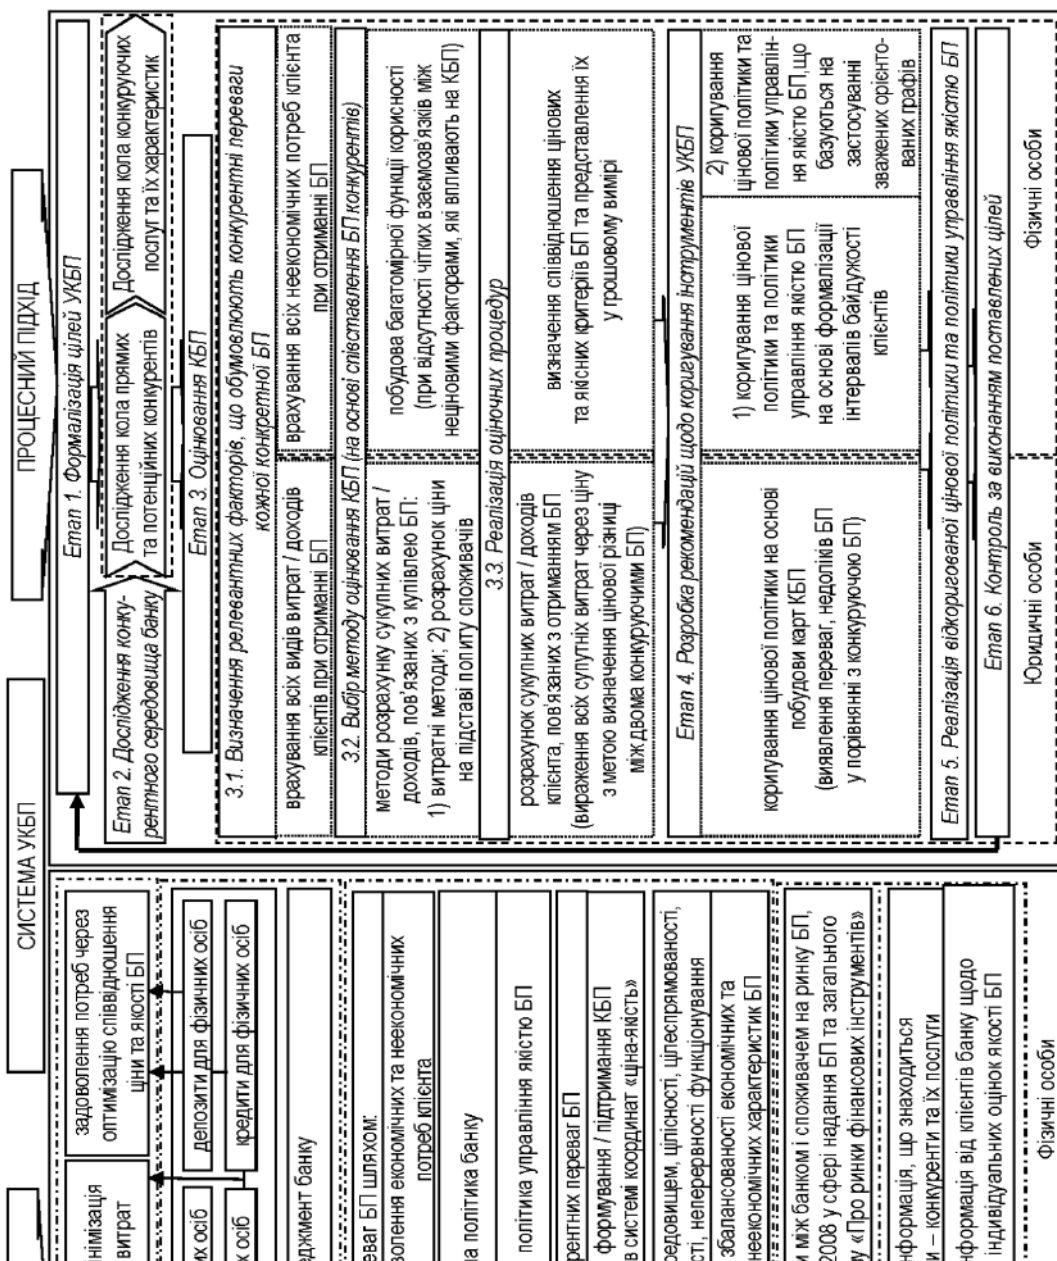 СИСТЕМА УКБП
ПРОЦЕСНИЙ ПІДХІД
німізація
витрат
задоволення потреб через
оптимізацію співвідношення
ціни та якості БП
их осіб
депозити для фізичних осіб
х осіб
кредити для фізичних осіб
еджмент банку
еваг БП шляхом:
волення економічних та неекономічних
потреб клієнта
на політика банку
політика управління якістю БП
рентних переваг БП
формування / підтримання КБП
в системі координат «ціна-якість»
редовищем, цілісності, цілеспрямованості,
сті, неперервності функціонування
збалансованості економічних та
неекономічних характеристик БП
и між банком і споживачем на ринку БП,
2008 у сфері надання БП та загального
у «Про ринки фінансових інструментів»
нформація, що знаходиться
и – конкуренти та їх послуги
нформація від клієнтів банку щодо
індивідуальних оцінок якості БП
Фізичні особи
Етап 1. Формалізація цілей УКБП
Етап 2. Дослідження конку-
рентного середовища банку
Дослідження кола прямих
та потенційних конкурентів
Дослідження кола конкуруючих
послуг та їх характеристик
Етап 3. Оцінювання КБП
3.1. Визначення релевантних факторів, що обумовлюють конкурентні переваги
кожної конкретної БП
врахування всіх видів витрат / доходів
клієнтів при отриманні БП
врахування всіх неекономічних потреб клієнта
при отриманні БП
3.2. Вибір методу оцінювання КБП (на основі співставлення БП конкурентів)
методи розрахунку сукупних витрат /
доходів, пов’язаних з купівлею БП:
1) витратні методи; 2) розрахунок ціни
на підставі попиту споживачів
побудова багатомірної функції корисності
(при відсутності чітких взаємозв’язків між
неціновими факторами, які впливають на КБП)
3.3. Реалізація оціночних процедур
розрахунок сукупних витрат / доходів
клієнта, пов’язаних з отриманням БП
(вираження всіх супутніх витрат через ціну
з метою визначення цінової різниці
між двома конкуруючими БП)
визначення співвідношення цінових
та якісних критеріїв БП та представлення їх
у грошовому вимірі
Етап 4. Розробка рекомендацій щодо коригування інструментів УКБП
коригування цінової політики на основі
побудови карт КБП
(виявлення переваг, недоліків БП
у порівнянні з конкуруючою БП)
1) коригування цінової
політики та політики
управління якістю БП
на основі формалізації
інтервалів байдужості
клієнтів
2) коригування
цінової політики та
політики управлін-
ня якістю БП,що
базуються на
застосуванні
зважених орієнто-
ваних графів
Етап 5. Реалізація відкоригованої цінової політики та політики управління якістю БП
Етап 6. Контроль за виконанням поставлених цілей
Юридичні особи
Фізичні особи